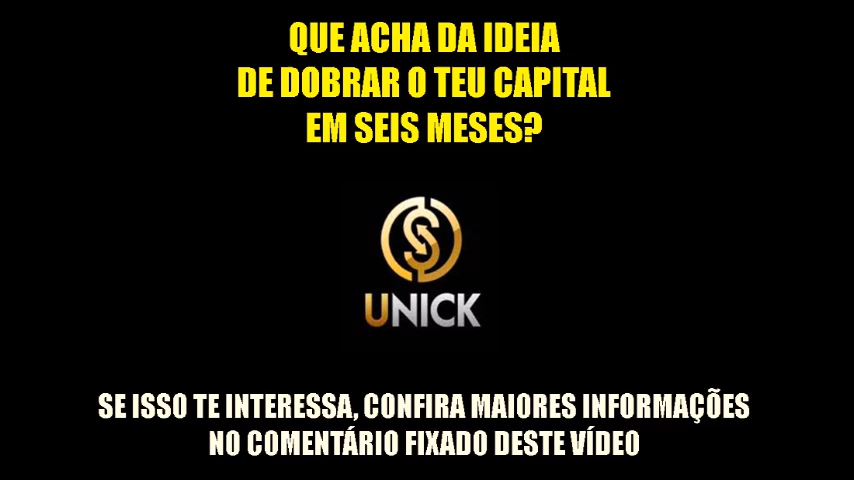 QUE ACHA DA IDEIA
DE DOBRAR O TEU CAPITAL
EM SEIS MESES?
UNICK
SE ISSO TE INTERESSA, CONFIRA MAIORES INFORMAÇÕES
NO COMENTÁRIO FIXADO DESTE VÍDEO